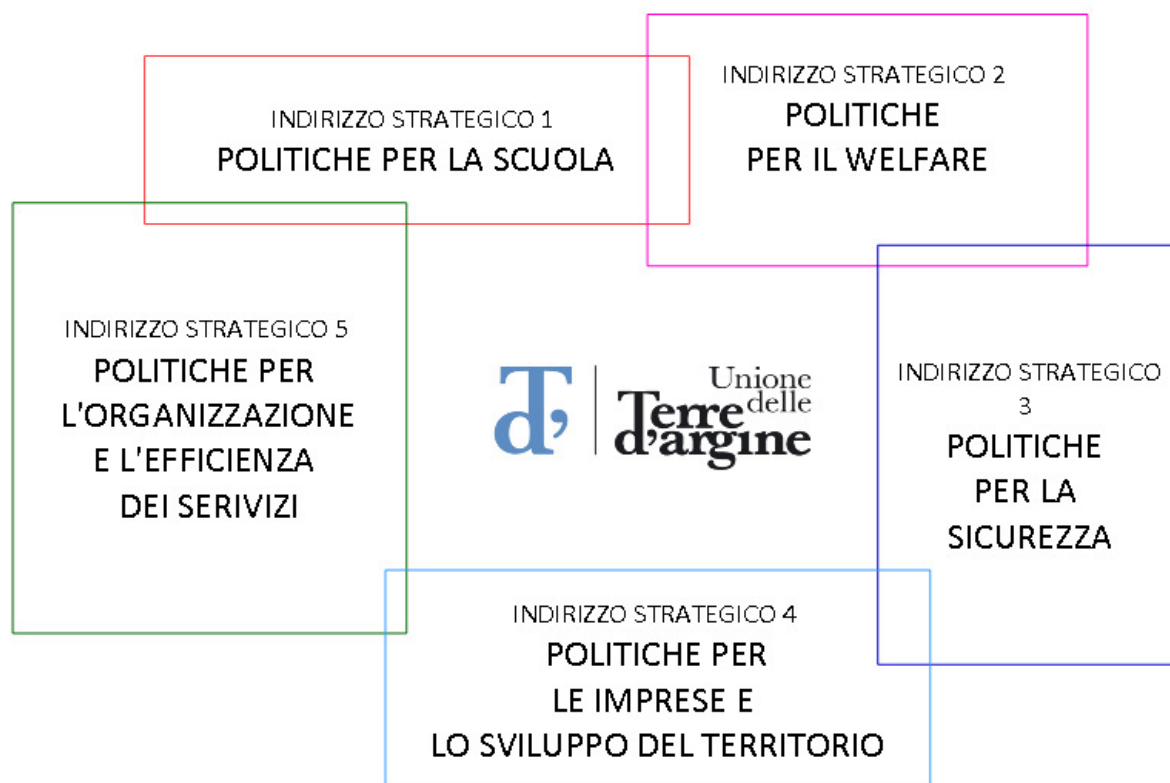 INDIRIZZO STRATEGICO 1
POLITICHE PER LA SCUOLA
INDIRIZZO STRATEGICO 2
POLITICHE
PER IL WELFARE
INDIRIZZO STRATEGICO 5
POLITICHE PER
L'ORGANIZZAZIONE
E L'EFFICIENZA
DEI SERIVIZI
Td'
Unione
delle
Terre
d'argine
INDIRIZZO STRATEGICO
3
POLITICHE
PER LA
SICUREZZA
INDIRIZZO STRATEGICO 4
POLITICHE PER
LE IMPRESE E
LO SVILUPPO DEL TERRITORIO